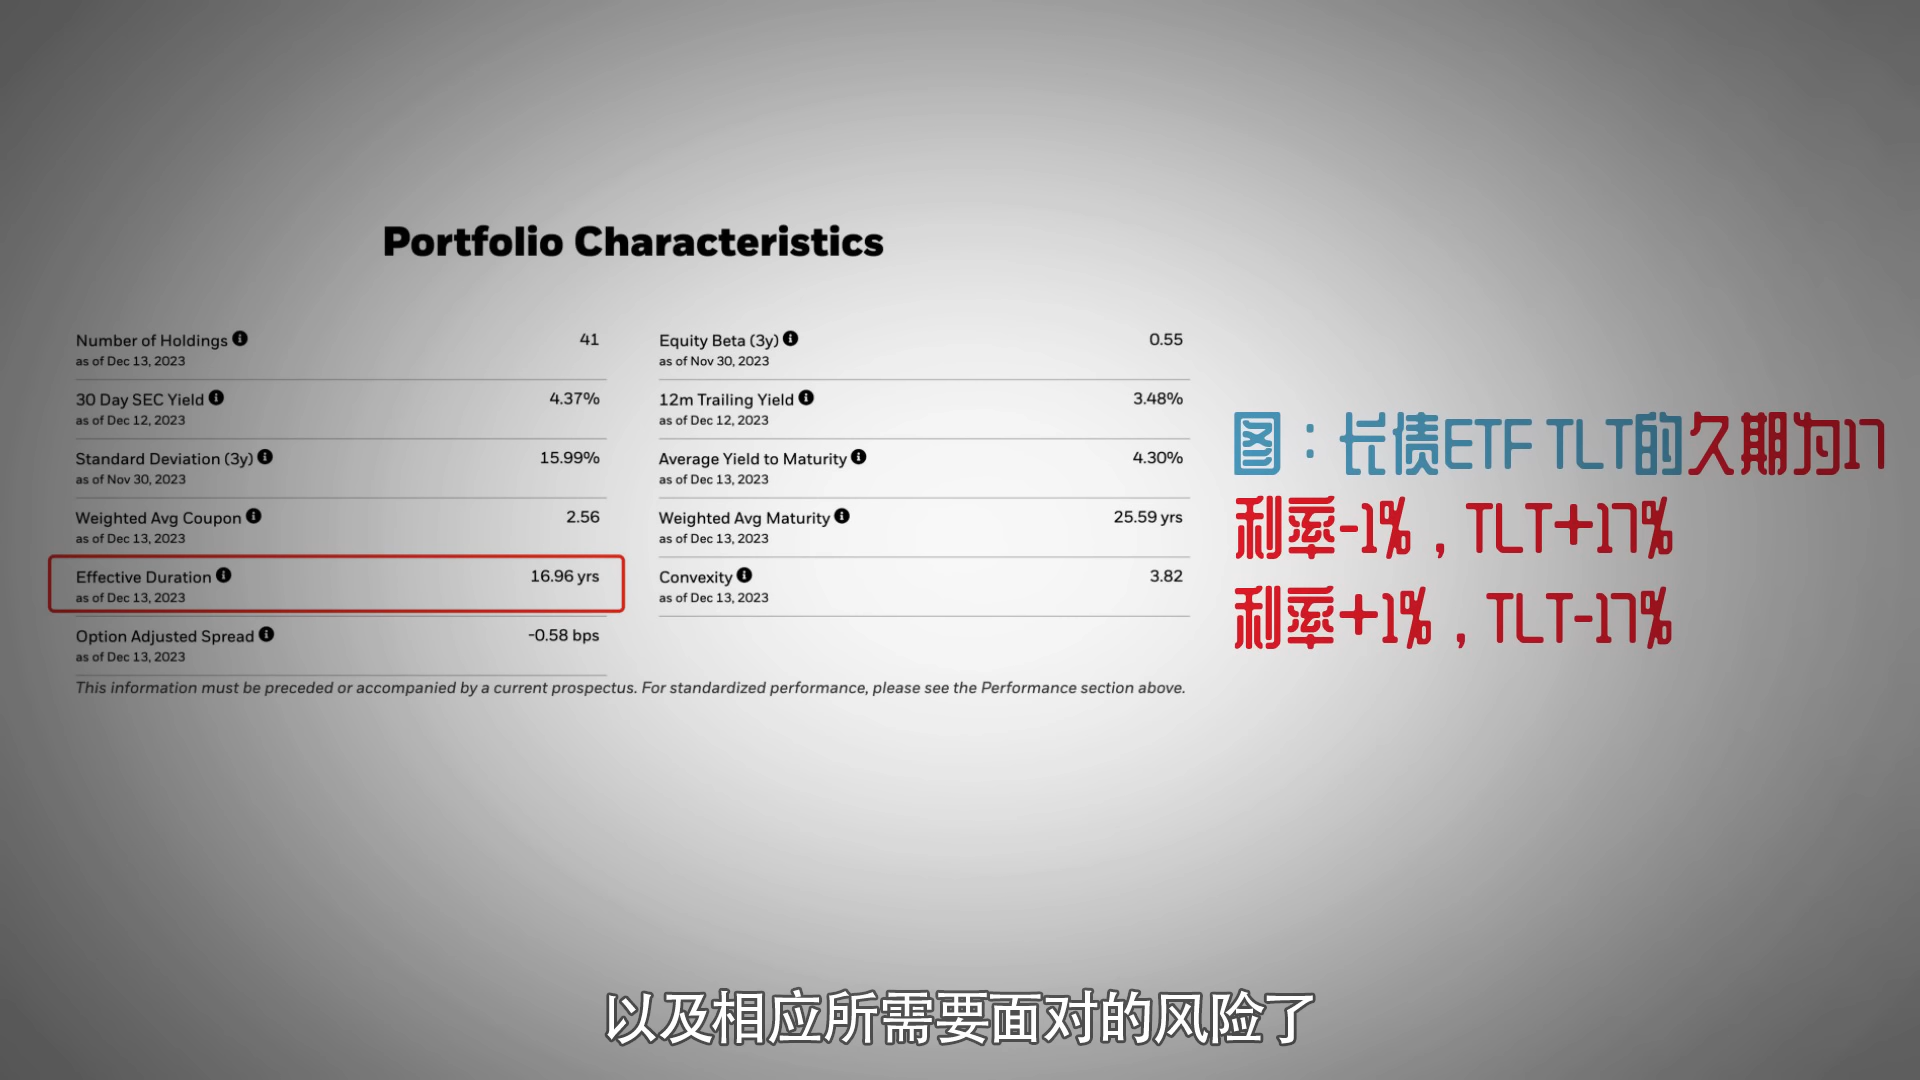 Portfolio Characteristics
Number of Holdings 41
as of Dec 13, 2023
30 Day SEC Yield 4.37%
as of Dec 12, 2023
Standard Deviation (3y) 15.99%
as of Nov 30, 2023
Weighted Avg Coupon 2.56
as of Dec 13, 2023
Effective Duration 16.96 yrs
as of Dec 13, 2023
Option Adjusted Spread -0.58 bps
as of Dec 13, 2023
Equity Beta (3y) 0.55
as of Nov 30, 2023
12m Trailing Yield 3.48%
as of Dec 12, 2023
Average Yield to Maturity 4.30%
as of Dec 13, 2023
Weighted Avg Maturity 25.59 yrs
as of Dec 13, 2023
Convexity 3.82
as of Dec 13, 2023
This information must be preceded or accompanied by a current prospectus. For standardized performance, please see the Performance section above.
图：长债ETF TLT的久期为17
利率-1%，TLT+17%
利率+1%，TLT-17%
以及相应所需要面对的风险了